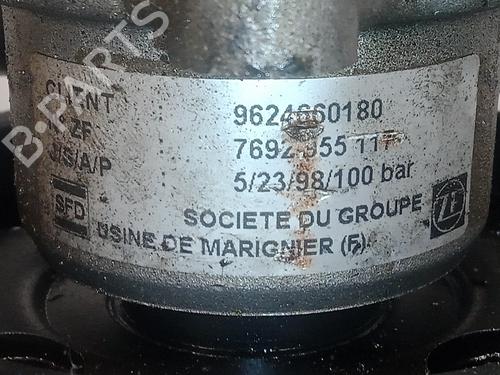 B-PARTS
CLIENT 9624660180
ZF 7692 955 117
J/S/A/P 5/23/98/100 bar
SFD SOCIETE DU GROUPE ZF
USINE DE MARIGNIER (F)